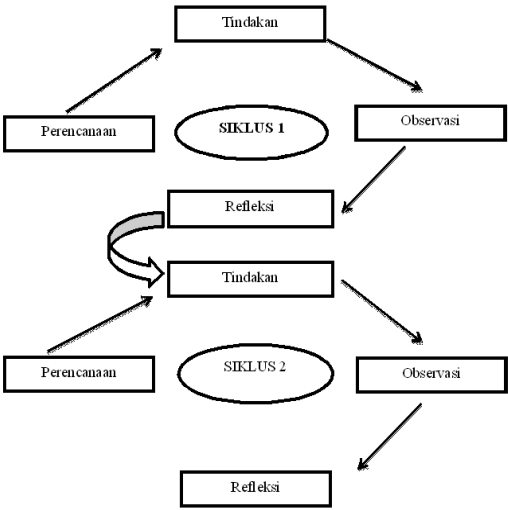 Tindakan
Perencanaan
SIKLUS 1
Observasi
Refleksi
Tindakan
Perencanaan
SIKLUS 2
Observasi
Refleksi